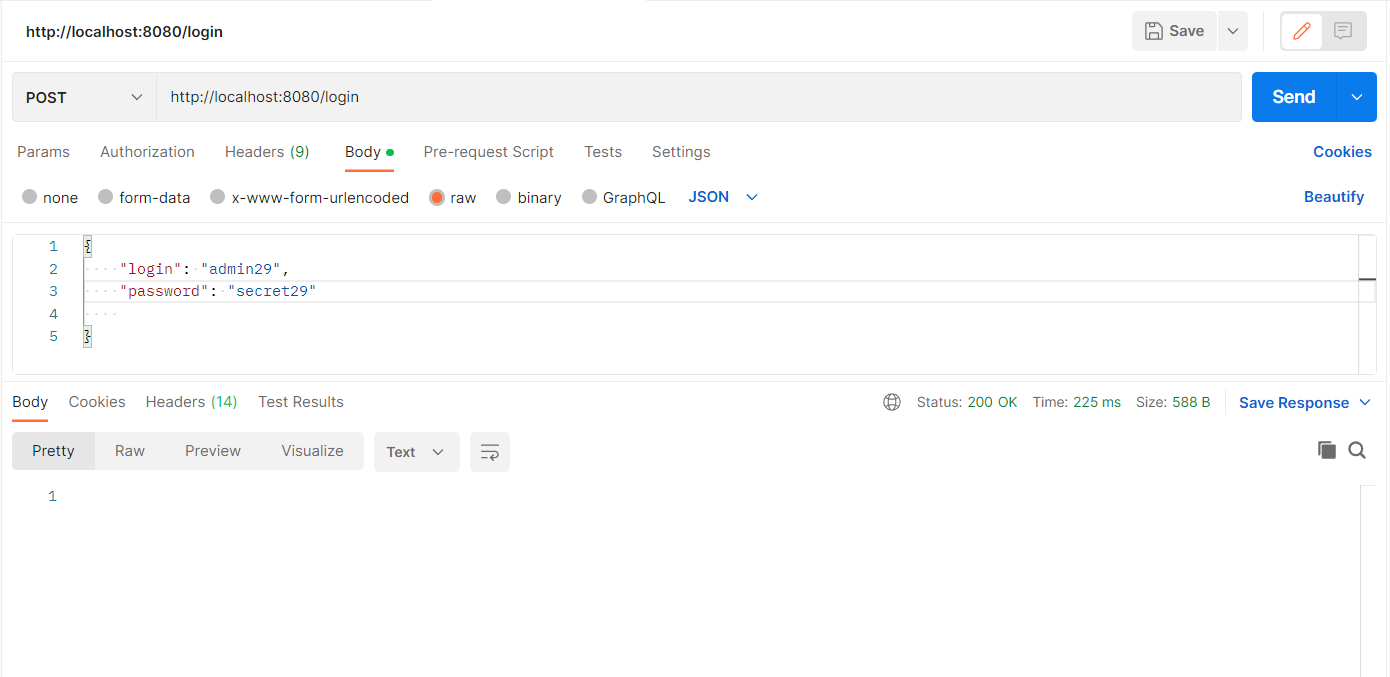 http://localhost:8080/login Save
POST http://localhost:8080/login Send
Params Authorization Headers (9) Body Pre-request Script Tests Settings Cookies
none form-data x-www-form-urlencoded raw binary GraphQL JSON Beautify
1 {
2 "login": "admin29",
3 "password": "secret29"
4
5 }
Body Cookies Headers (14) Test Results Status: 200 OK Time: 225 ms Size: 588 B Save Response
Pretty Raw Preview Visualize Text
1